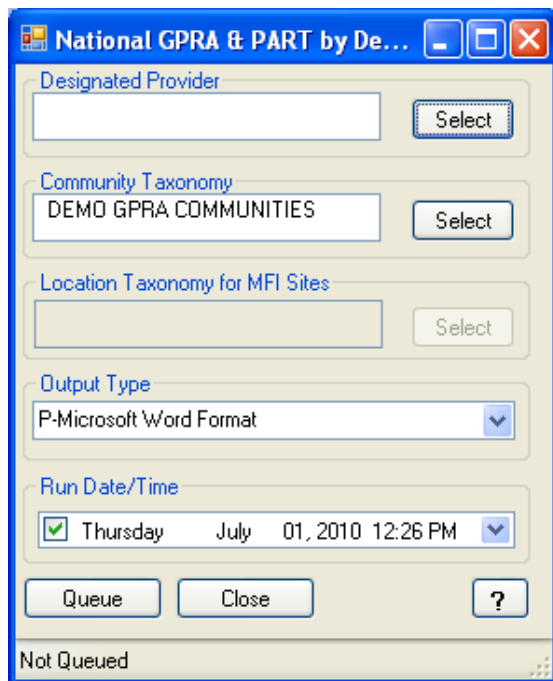 National GPRA & PART by De...
Designated Provider
Select
Community Taxonomy
DEMO GPRA COMMUNITIES
Select
Location Taxonomy for MFI Sites
Select
Output Type
P-Microsoft Word Format
Run Date/Time
Thursday July 01, 2010 12:26 PM
Queue Close ?
Not Queued